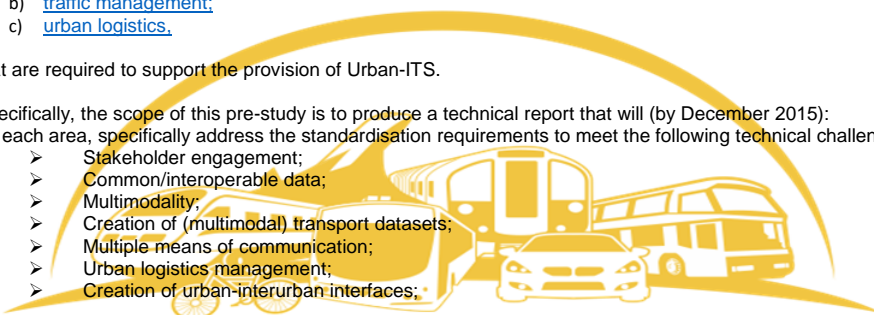 b) traffic management;
c) urban logistics,
at are required to support the provision of Urban-ITS.
ecifically, the scope of this pre-study is to produce a technical report that will (by December 2015):
each area, specifically address the standardisation requirements to meet the following technical challen
➢ Stakeholder engagement;
➢ Common/interoperable data;
➢ Multimodality;
➢ Creation of (multimodal) transport datasets;
➢ Multiple means of communication;
➢ Urban logistics management;
➢ Creation of urban-interurban interfaces;